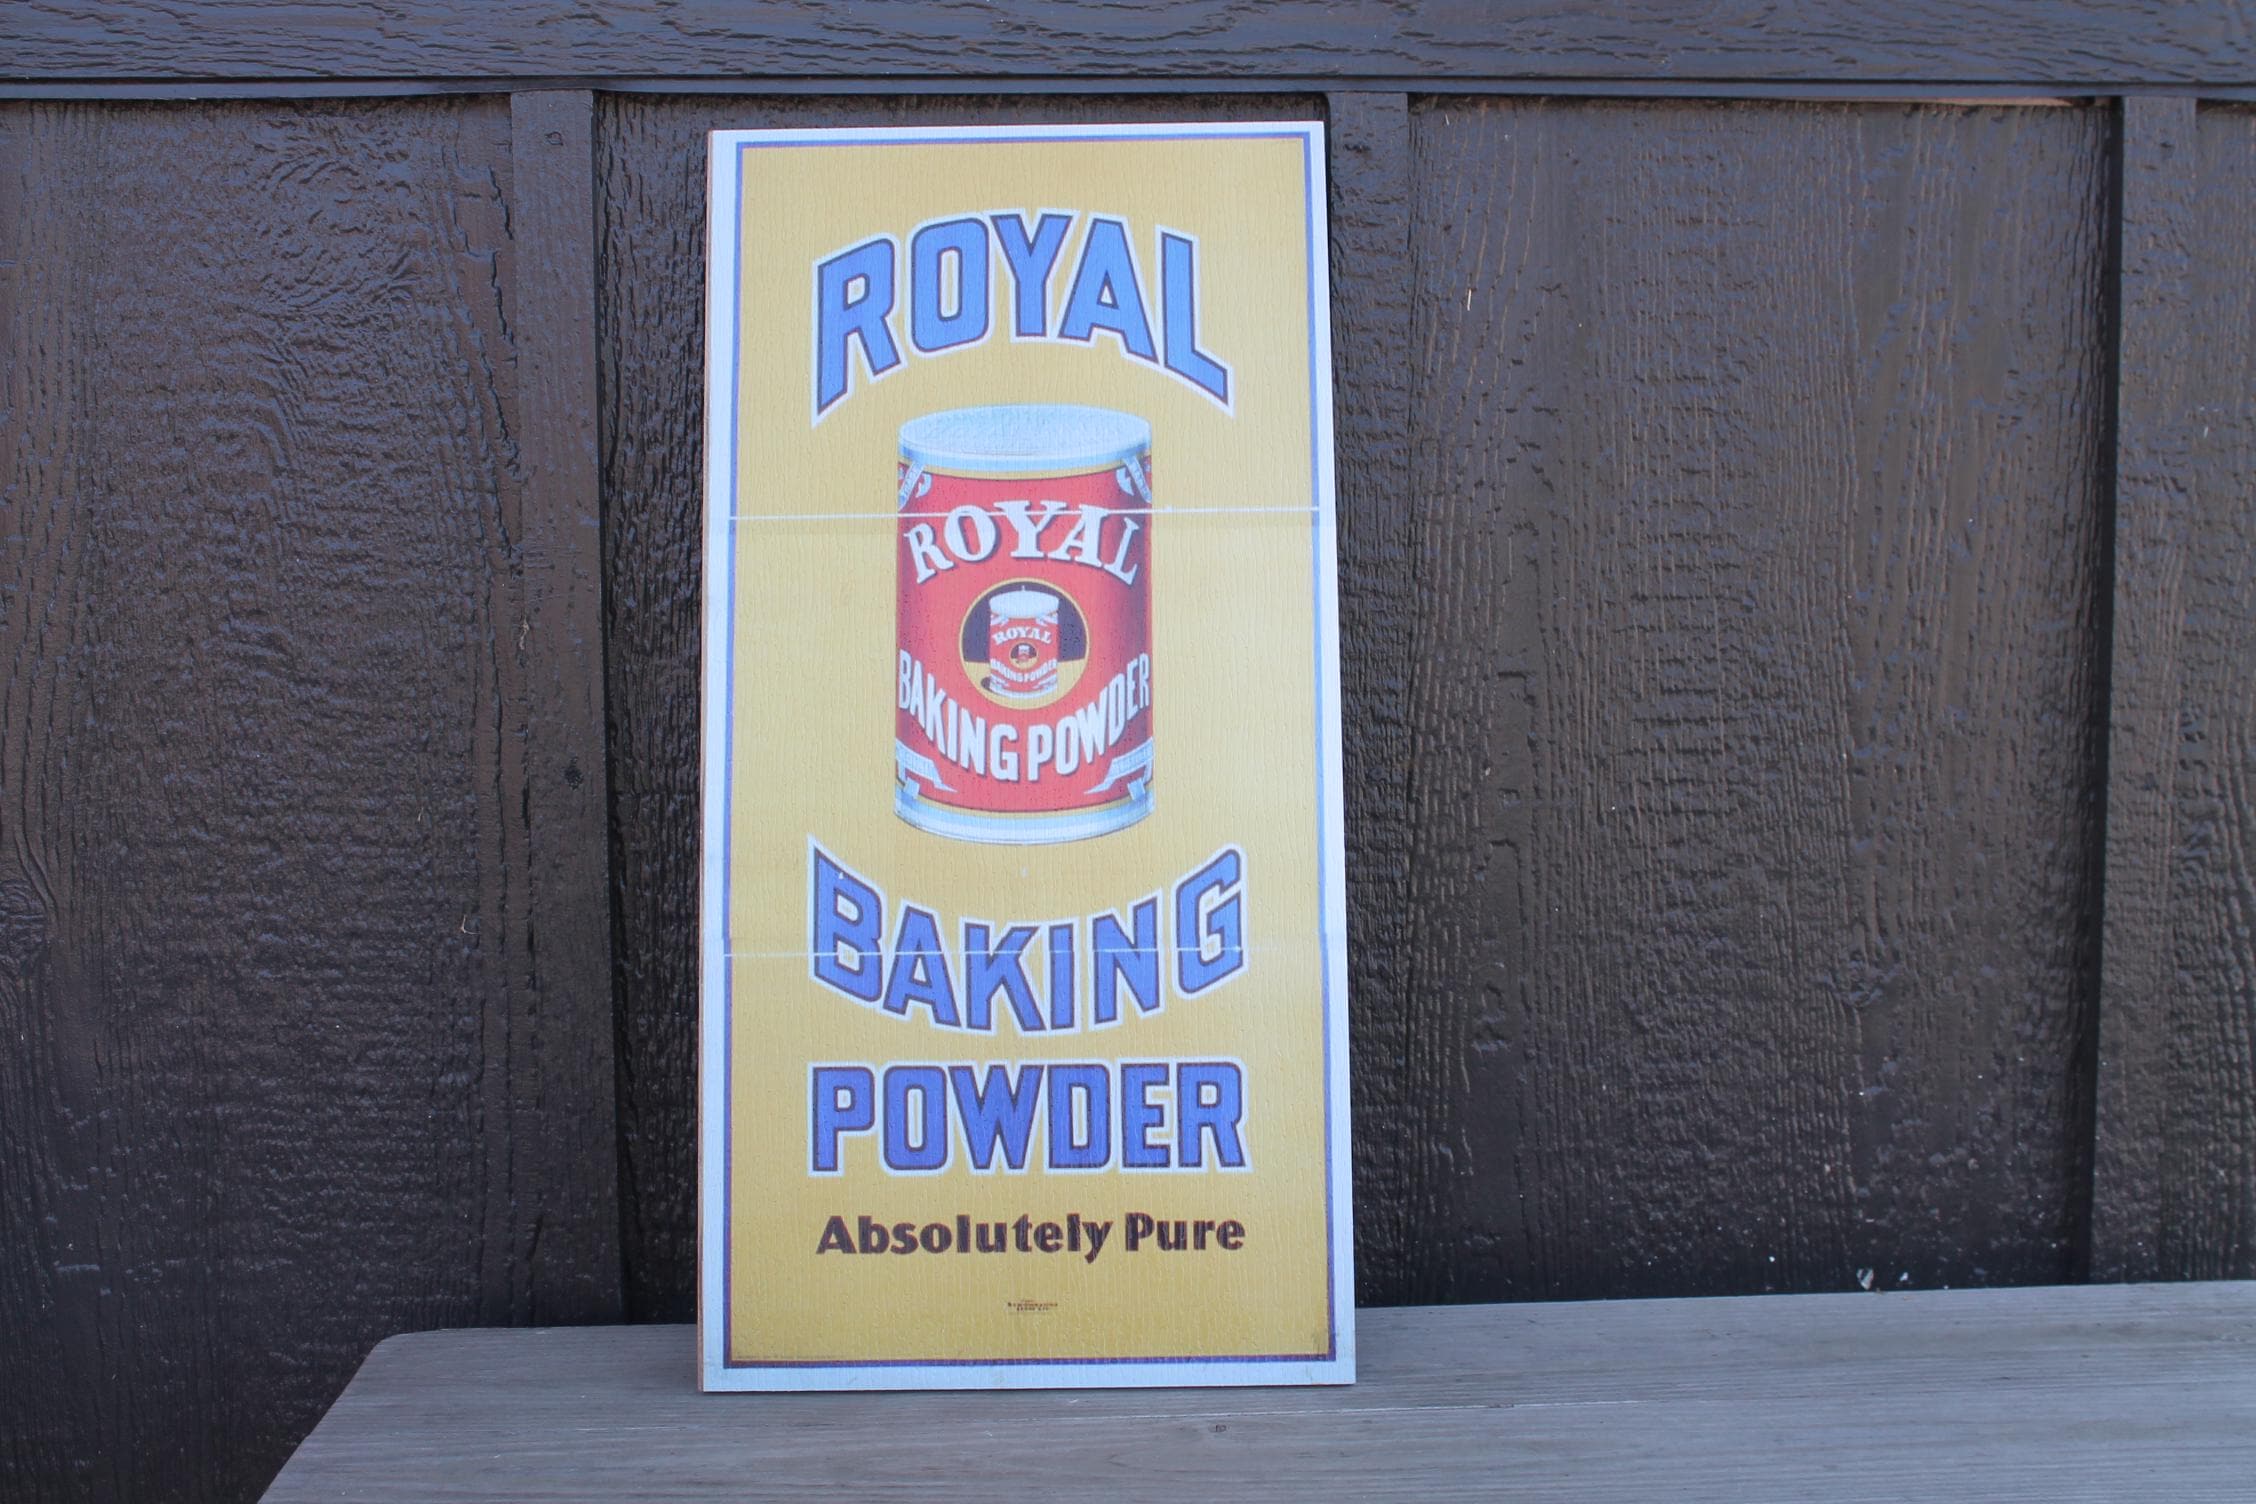 ROYAL
ROYAL
ROYAL
BAKING POWDER
BAKING POWDER
BAKING
POWDER
Absolutely Pure